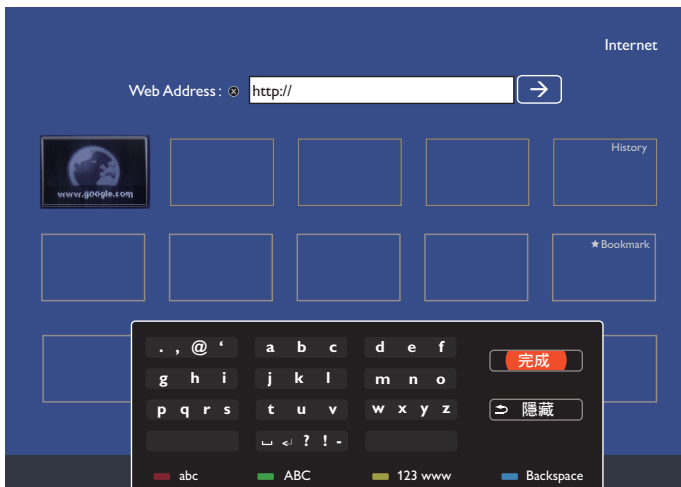 Internet
Web Address : ⓧ http:// →
www.google.com
History
★Bookmark
. , @ ‘ a b c d e f
完成
g h i j k l m n o
p q r s t u v w x y z
隱藏
␣ ↵ ? ! -
abc ABC 123 www Backspace